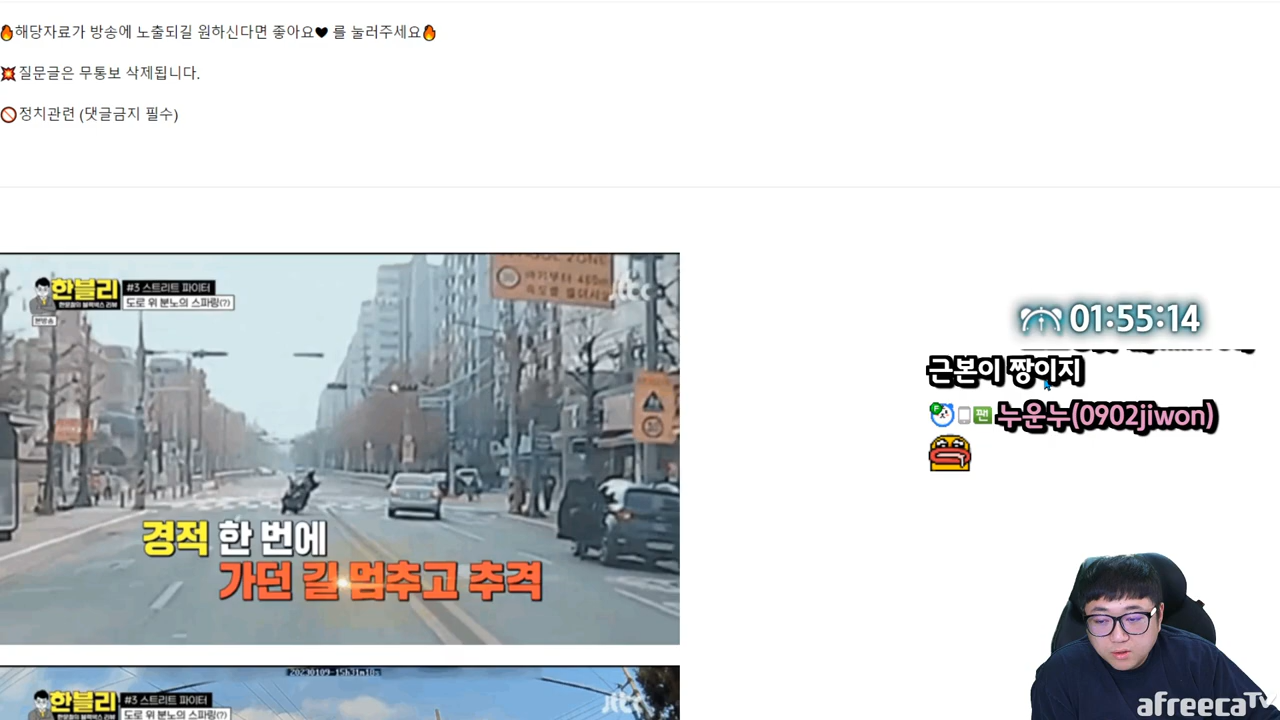 🔥해당자료가 방송에 노출되길 원하신다면 좋아요🖤 를 눌러주세요🔥
💥질문글은 무통보 삭제됩니다.
🚫정치관련 (댓글금지 필수)
한블리
#3 스트리트 파이터
도로 위 분노의 스파링(?)
경적 한 번에
가던 길 멈추고 추격
01:55:14
근본이 짱이지
팬 누운누(0902jiwon)
20230109-15h31m18s
한블리
#3 스트리트 파이터
도로 위 분노의 스파링(?)
jtbc
afreecaTV